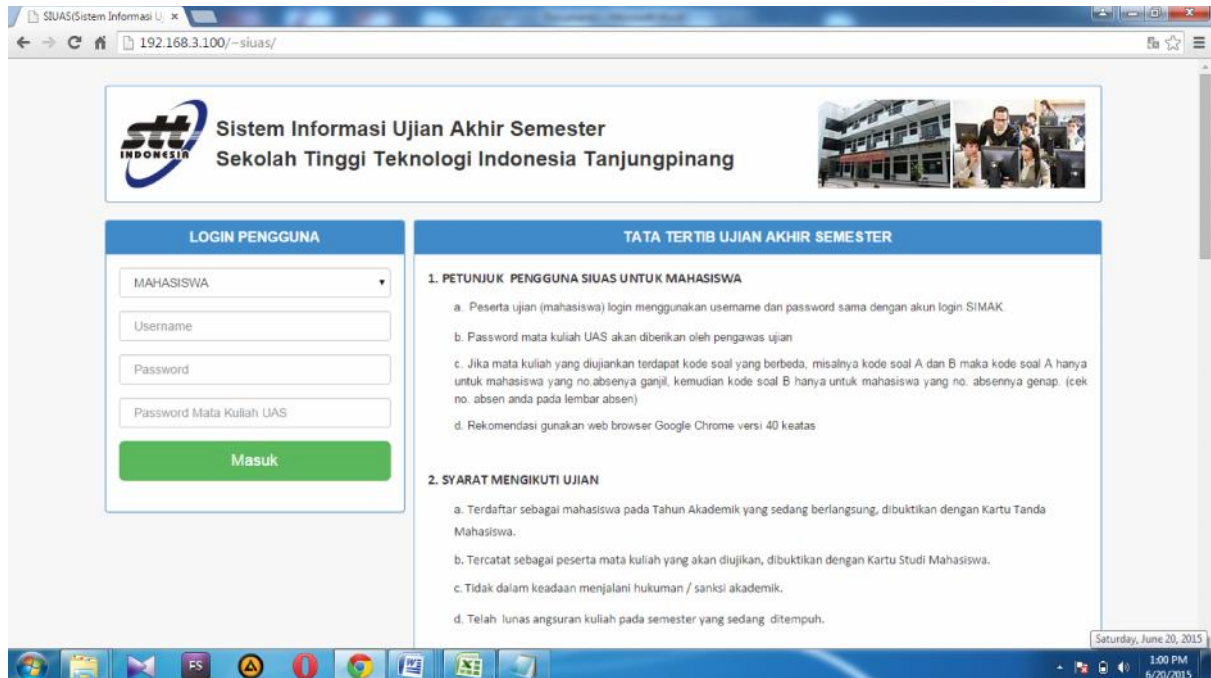 SIUAS(Sistem Informasi Uj
192.168.3.100/~siuas/
stt
INDONESIA
Sistem Informasi Ujian Akhir Semester
Sekolah Tinggi Teknologi Indonesia Tanjungpinang
LOGIN PENGGUNA
MAHASISWA
Username
Password
Password Mata Kuliah UAS
Masuk
TATA TERTIB UJIAN AKHIR SEMESTER
1. PETUNJUK PENGGUNA SIUAS UNTUK MAHASISWA
a. Peserta ujian (mahasiswa) login menggunakan username dan password sama dengan akun login SIMAK.
b. Password mata kuliah UAS akan diberikan oleh pengawas ujian
c. Jika mata kuliah yang diujiankan terdapat kode soal yang berbeda, misalnya kode soal A dan B maka kode soal A hanya
untuk mahasiswa yang no.absenya ganjil, kemudian kode soal B hanya untuk mahasiswa yang no. absennya genap. (cek
no. absen anda pada lembar absen)
d. Rekomendasi gunakan web browser Google Chrome versi 40 keatas
2. SYARAT MENGIKUTI UJIAN
a. Terdaftar sebagai mahasiswa pada Tahun Akademik yang sedang berlangsung, dibuktikan dengan Kartu Tanda
Mahasiswa.
b. Tercatat sebagai peserta mata kuliah yang akan diujikan, dibuktikan dengan Kartu Studi Mahasiswa.
c. Tidak dalam keadaan menjalani hukuman / sanksi akademik.
d. Telah lunas angsuran kuliah pada semester yang sedang ditempuh.
Saturday, June 20, 2015
FS
1:00 PM
6/20/2015